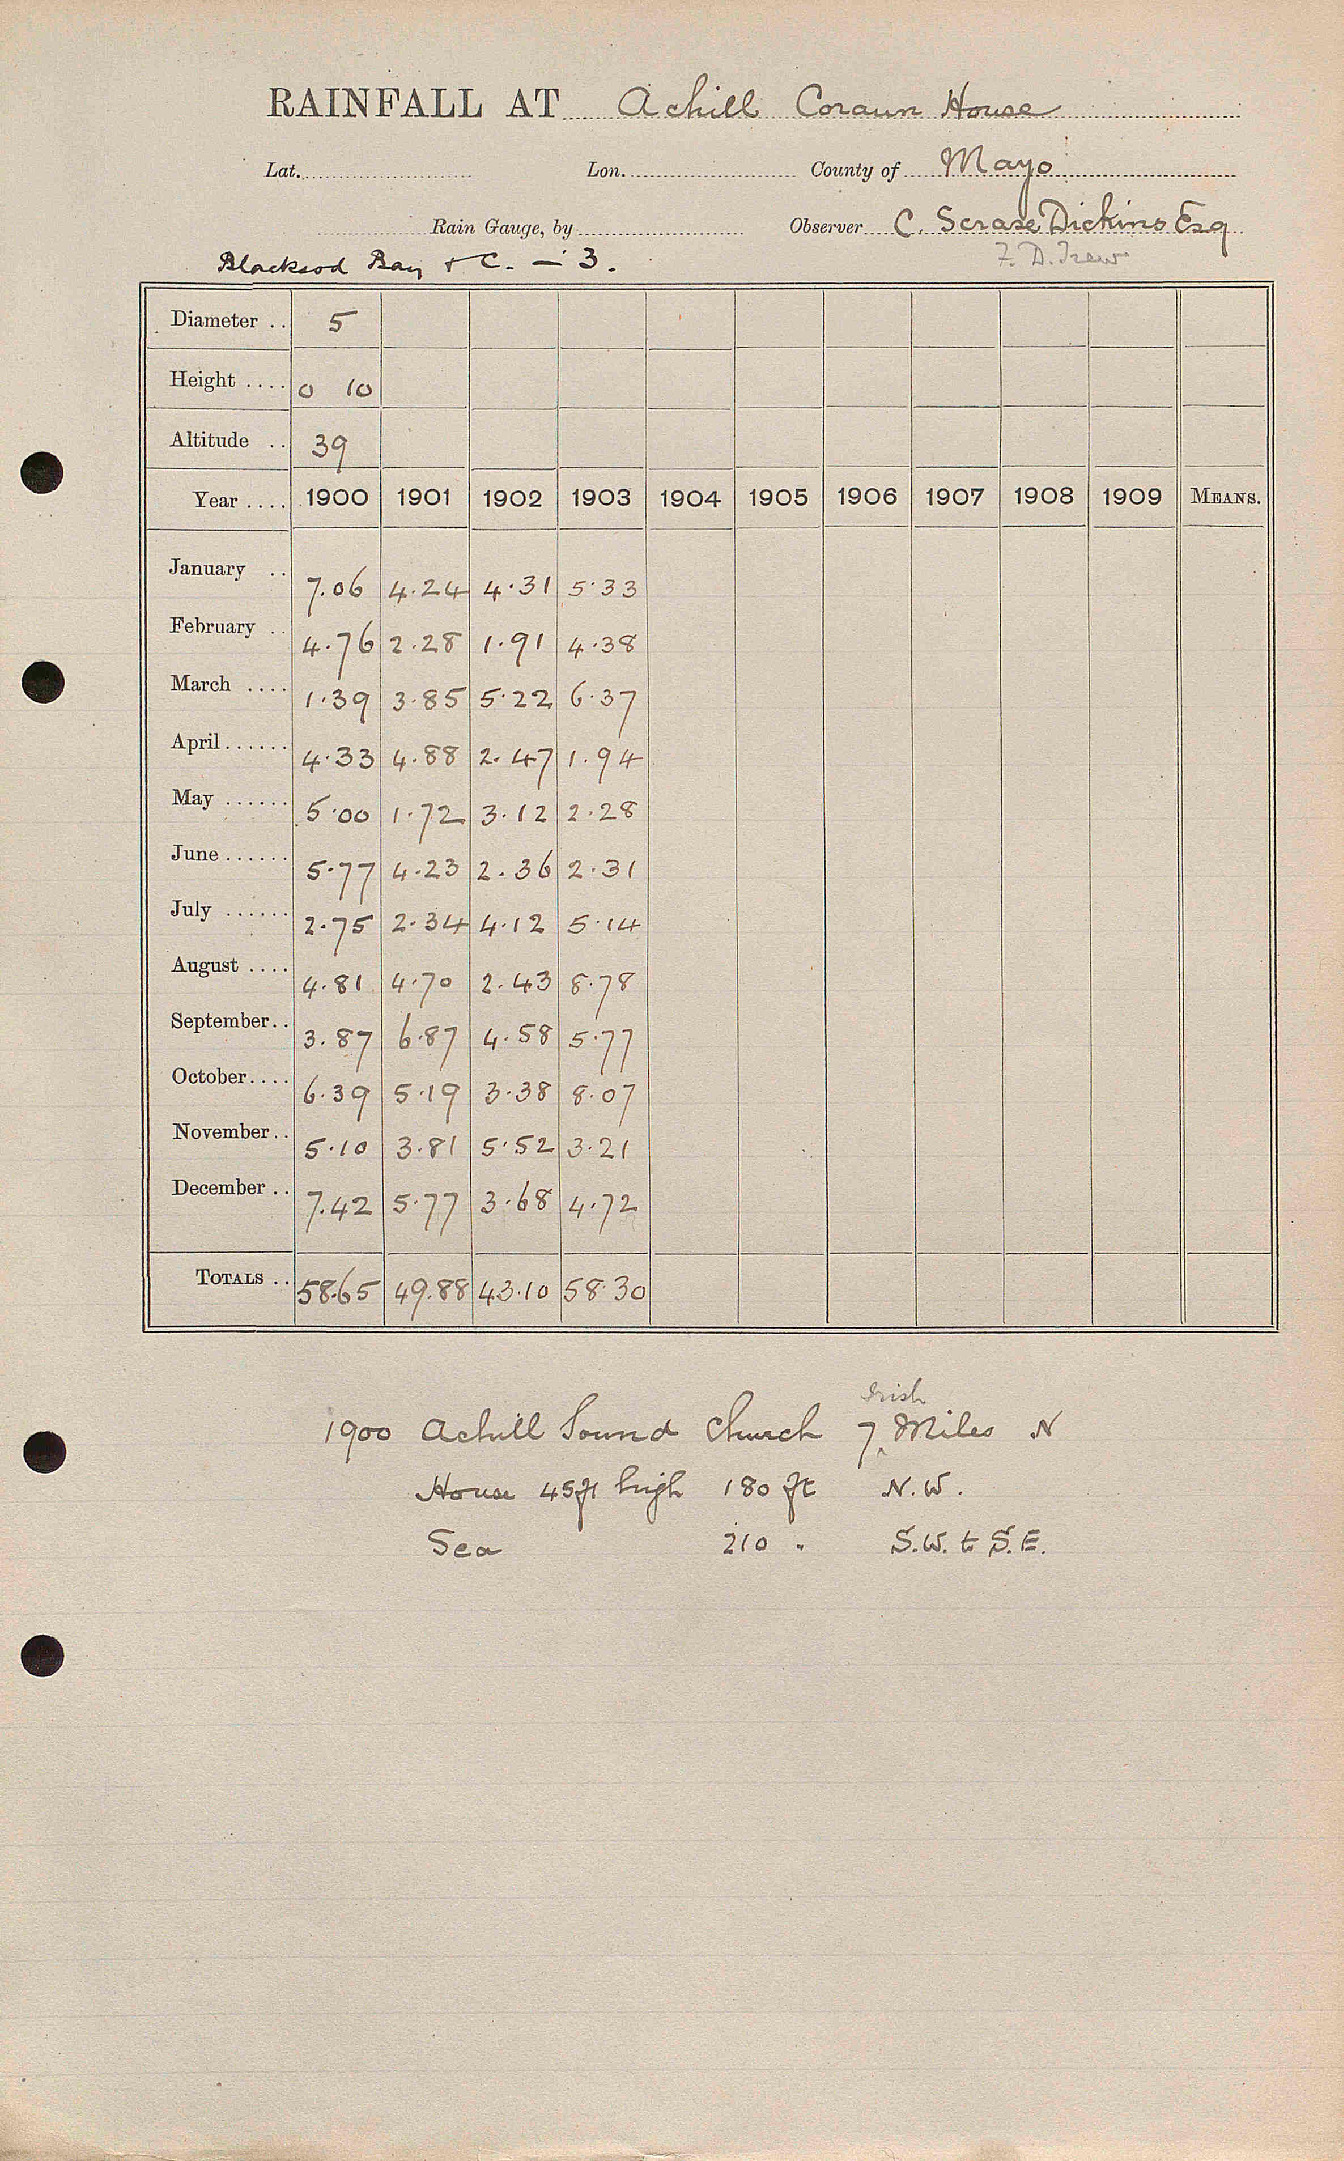 RAINFALL AT Achill Coraun House
Lat. Lon. County of Mayo
Rain Gauge, by Observer C. Scrase Dickins Esq
Blacksod Bay & C. — 3. F. D. Trew
Diameter .. 5
Height .... 0 10
Altitude .. 39
Year .... 1900 1901 1902 1903 1904 1905 1906 1907 1908 1909 MEANS.
January .. 7.06 4.24 4.31 5.33
February .. 4.76 2.28 1.91 4.38
March .... 1.39 3.85 5.22 6.37
April...... 4.33 4.88 2.47 1.94
May ...... 5.00 1.72 3.12 2.28
June...... 5.77 4.23 2.36 2.31
July ...... 2.75 2.34 4.12 5.14
August .... 4.81 4.70 2.43 8.78
September.. 3.87 6.87 4.58 5.77
October.... 6.39 5.19 3.38 8.07
November.. 5.10 3.81 5.52 3.21
December .. 7.42 5.77 3.68 4.72
TOTALS .. 58.65 49.88 43.10 58.30
Irish
1900 Achill Sound Church 7 Miles N
House 45ft high 180 ft N.W.
Sea 210 " S.W. to S.E.